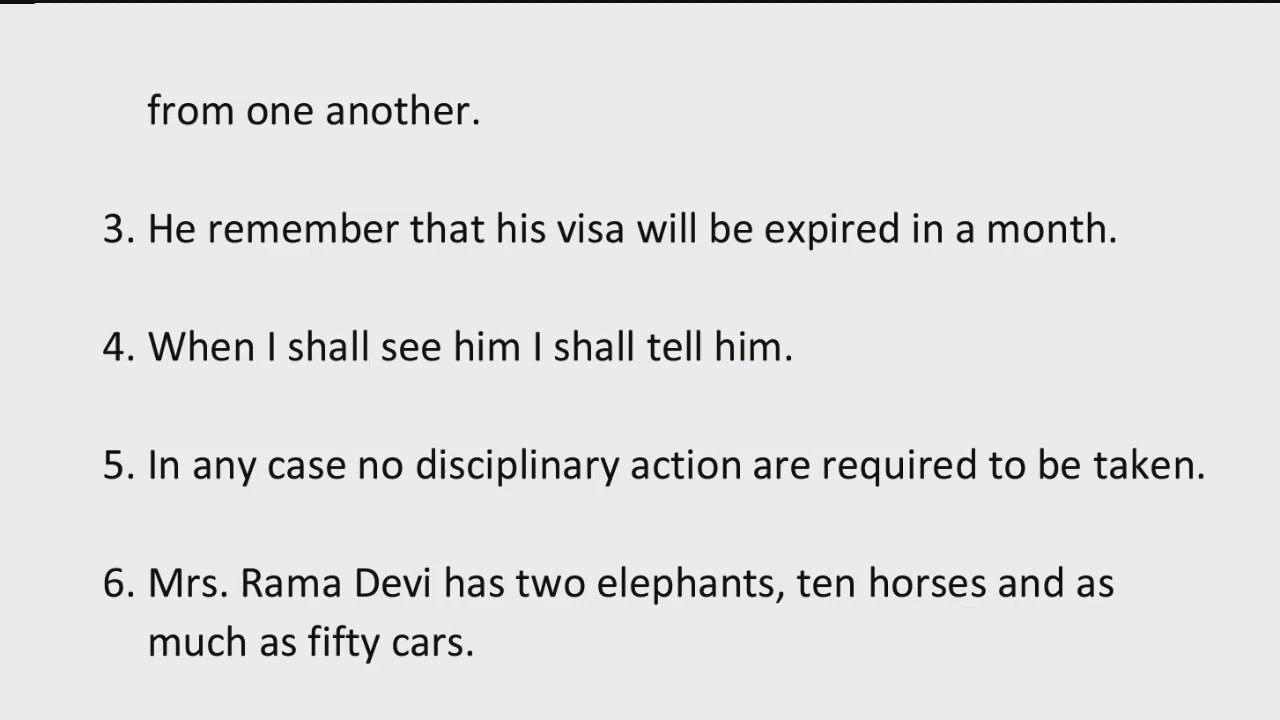 from one another.
3. He remember that his visa will be expired in a month.
4. When I shall see him I shall tell him.
5. In any case no disciplinary action are required to be taken.
6. Mrs. Rama Devi has two elephants, ten horses and as
much as fifty cars.